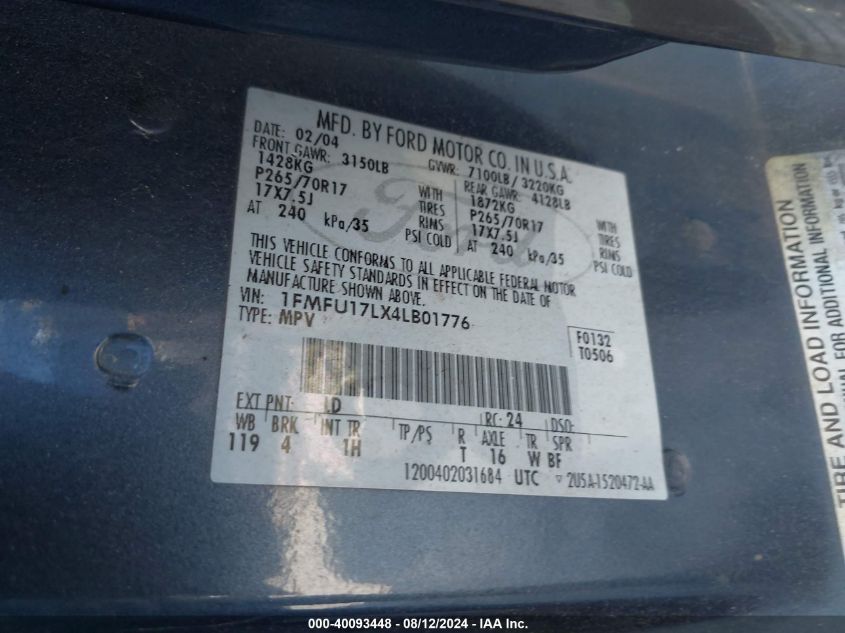 MFD. BY FORD MOTOR CO. IN U.S.A.
DATE: 02/04 GVWR: 7100LB/ 3220KG
FRONT GAWR: 3150LB REAR GAWR: 4128LB
1428KG WITH 1872KG WITH
P265/70R17 TIRES P265/70R17 TIRES
17X7.5J RIMS 17X7.5J RIMS
AT 240 kPa/35 PSI COLD AT 240 kPa/35 PSI COLD
THIS VEHICLE CONFORMS TO ALL APPLICABLE FEDERAL MOTOR
VEHICLE SAFETY STANDARDS IN EFFECT ON THE DATE OF
MANUFACTURE SHOWN ABOVE.
VIN: 1FMFU17LX4LB01776
TYPE: MPV
F0132
T0506
EXT PNT: LD RC: 24 DSO:
WB BRK INT TR TP/PS R AXLE TR SPR
119 4 1H T 16 W BF
1200402031684 UTC ▽ 2U5A-1520472-AA
Ford
TIRE AND LOAD INFORMATION
UAL FOR ADDITIONAL INFORMATION
000-40093448 - 08/12/2024 - IAA Inc.